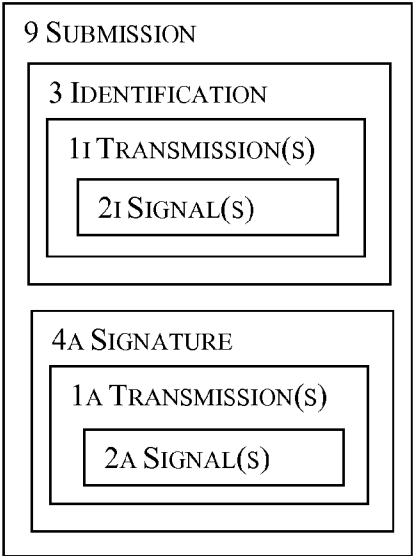 9 SUBMISSION
3 IDENTIFICATION
1I TRANSMISSION(S)
2I SIGNAL(S)
4A SIGNATURE
1A TRANSMISSION(S)
2A SIGNAL(S)